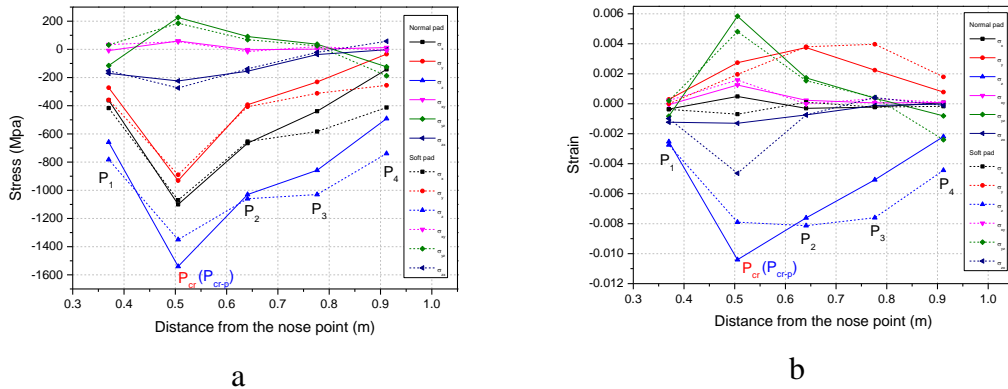 200
0
-200
-400
-600
-800
-1000
-1200
-1400
-1600
Stress (Mpa)
0.3 0.4 0.5 0.6 0.7 0.8 0.9 1.0
Distance from the nose point (m)
P1
Pcr (Pcr-p)
P2
P3
P4
Normal pad
Soft pad
a
0.006
0.004
0.002
0.000
-0.002
-0.004
-0.006
-0.008
-0.010
-0.012
Strain
0.3 0.4 0.5 0.6 0.7 0.8 0.9 1.0
Distance from the nose point (m)
P1
Pcr (Pcr-p)
P2
P3
P4
Normal pad
Soft pad
b